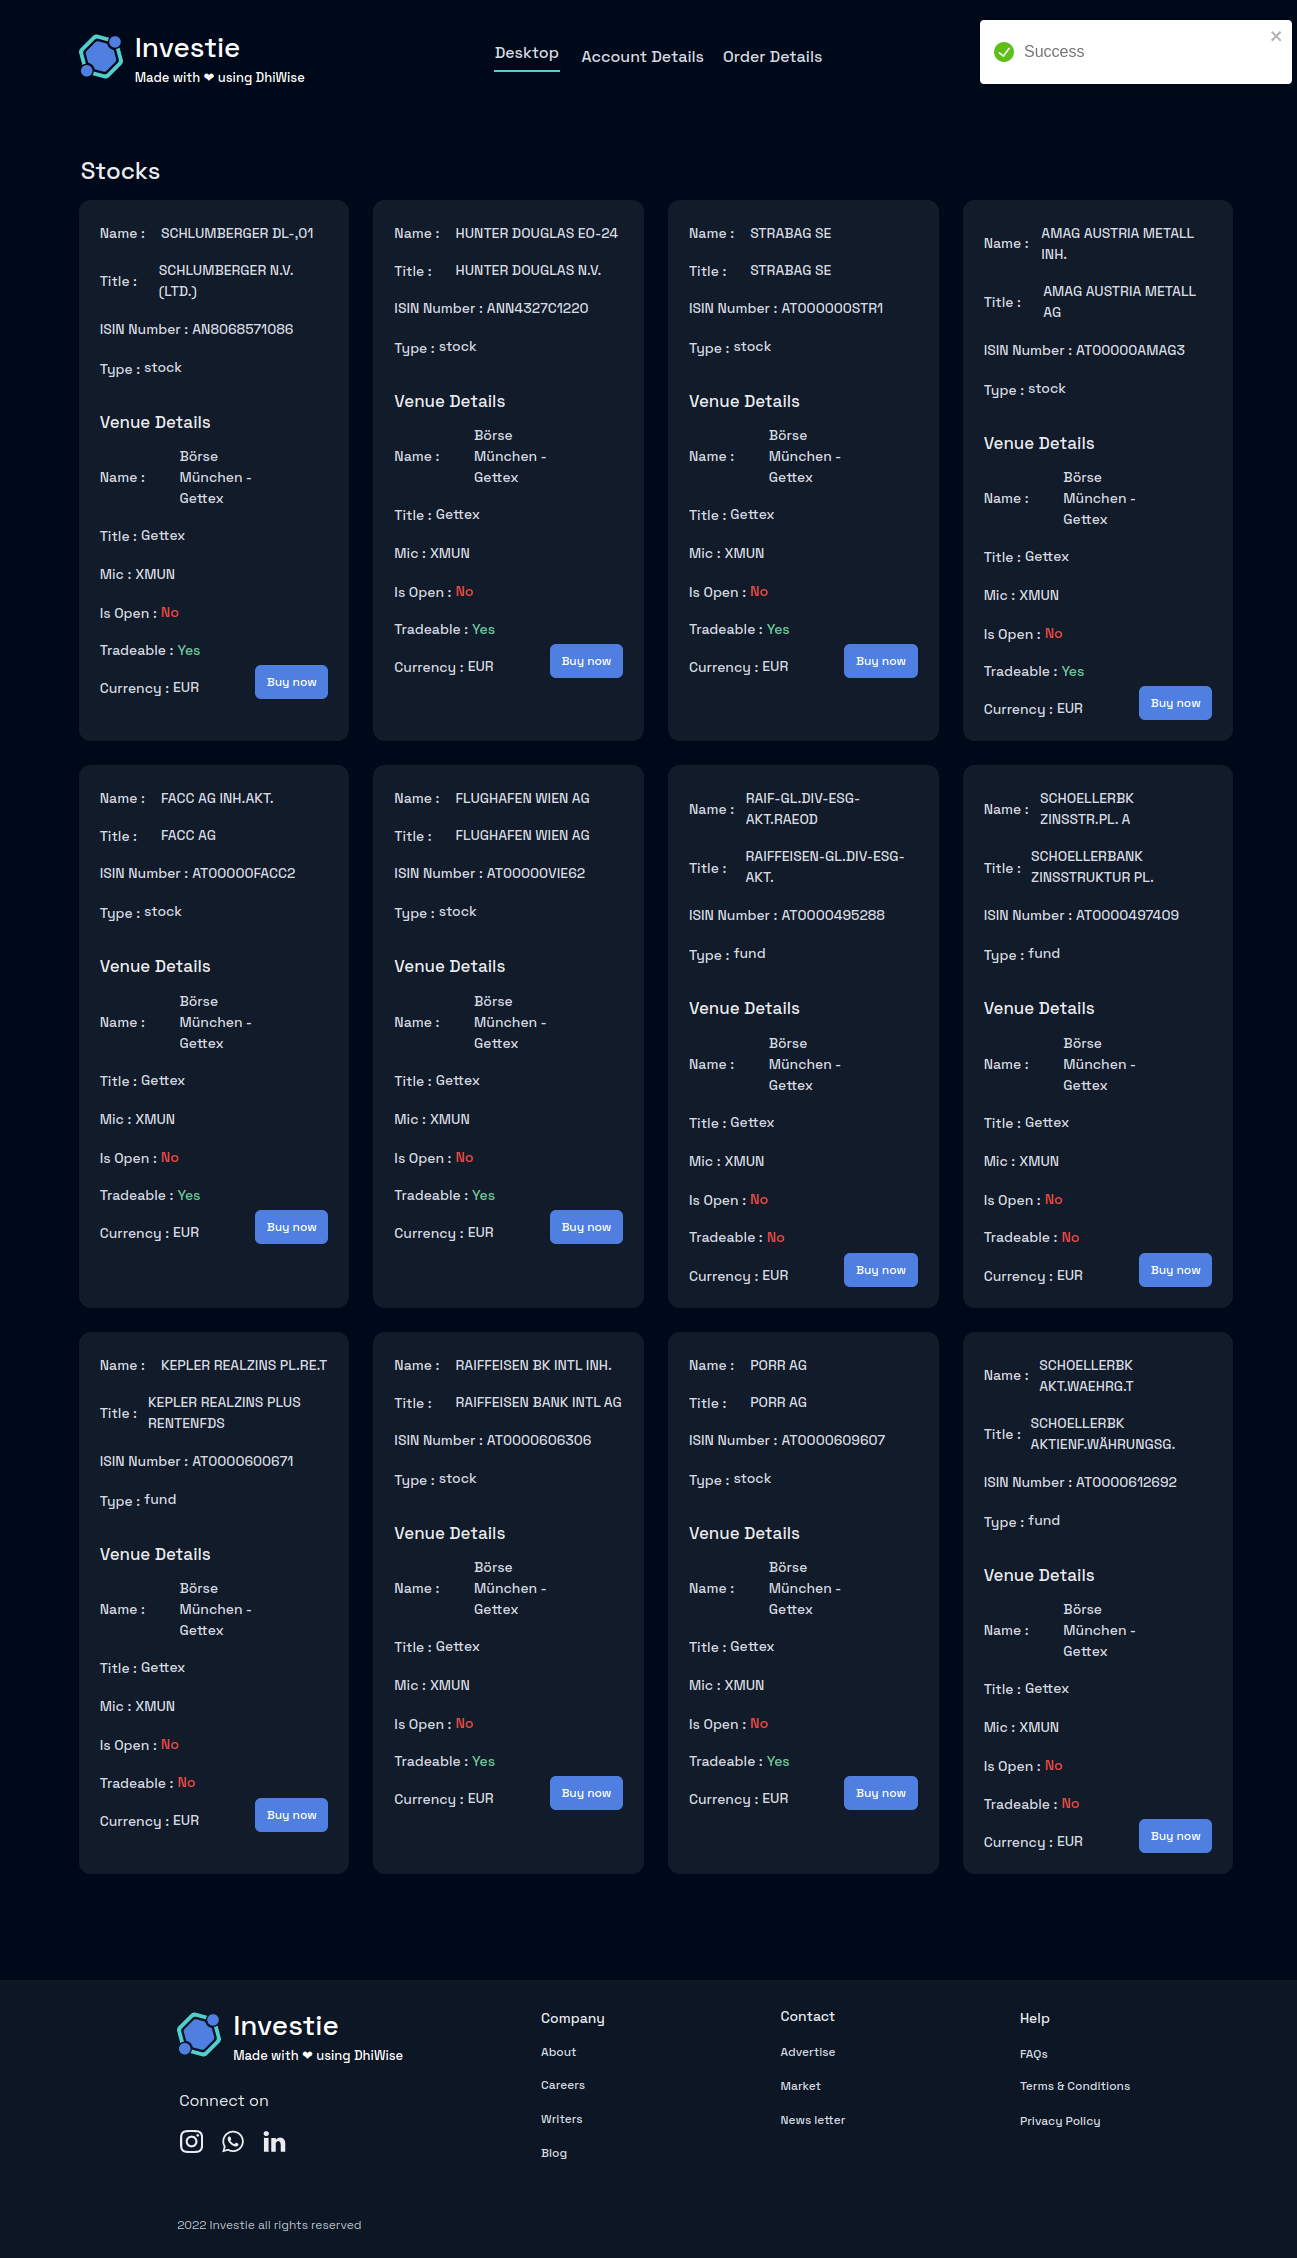 Investie
Made with ❤ using DhiWise
Desktop
Account Details
Order Details
Success
Stocks
Name : SCHLUMBERGER DL-,01
Title : SCHLUMBERGER N.V.
(LTD.)
ISIN Number : AN8068571086
Type : stock
Venue Details
Name : Börse
München -
Gettex
Title : Gettex
Mic : XMUN
Is Open : No
Tradeable : Yes
Currency : EUR
Buy now
Name : HUNTER DOUGLAS EO-24
Title : HUNTER DOUGLAS N.V.
ISIN Number : ANN4327C1220
Type : stock
Venue Details
Name : Börse
München -
Gettex
Title : Gettex
Mic : XMUN
Is Open : No
Tradeable : Yes
Currency : EUR
Buy now
Name : STRABAG SE
Title : STRABAG SE
ISIN Number : AT000000STR1
Type : stock
Venue Details
Name : Börse
München -
Gettex
Title : Gettex
Mic : XMUN
Is Open : No
Tradeable : Yes
Currency : EUR
Buy now
Name : AMAG AUSTRIA METALL
INH.
Title : AMAG AUSTRIA METALL
AG
ISIN Number : AT00000AMAG3
Type : stock
Venue Details
Name : Börse
München -
Gettex
Title : Gettex
Mic : XMUN
Is Open : No
Tradeable : Yes
Currency : EUR
Buy now
Name : FACC AG INH.AKT.
Title : FACC AG
ISIN Number : AT00000FACC2
Type : stock
Venue Details
Name : Börse
München -
Gettex
Title : Gettex
Mic : XMUN
Is Open : No
Tradeable : Yes
Currency : EUR
Buy now
Name : FLUGHAFEN WIEN AG
Title : FLUGHAFEN WIEN AG
ISIN Number : AT00000VIE62
Type : stock
Venue Details
Name : Börse
München -
Gettex
Title : Gettex
Mic : XMUN
Is Open : No
Tradeable : Yes
Currency : EUR
Buy now
Name : RAIF-GL.DIV-ESG-
AKT.RAEOD
Title : RAIFFEISEN-GL.DIV-ESG-
AKT.
ISIN Number : AT0000495288
Type : fund
Venue Details
Name : Börse
München -
Gettex
Title : Gettex
Mic : XMUN
Is Open : No
Tradeable : No
Currency : EUR
Buy now
Name : SCHOELLERBK
ZINSSTR.PL. A
Title : SCHOELLERBANK
ZINSSTRUKTUR PL.
ISIN Number : AT0000497409
Type : fund
Venue Details
Name : Börse
München -
Gettex
Title : Gettex
Mic : XMUN
Is Open : No
Tradeable : No
Currency : EUR
Buy now
Name : KEPLER REALZINS PL.RE.T
Title : KEPLER REALZINS PLUS
RENTENFDS
ISIN Number : AT0000600671
Type : fund
Venue Details
Name : Börse
München -
Gettex
Title : Gettex
Mic : XMUN
Is Open : No
Tradeable : No
Currency : EUR
Buy now
Name : RAIFFEISEN BK INTL INH.
Title : RAIFFEISEN BANK INTL AG
ISIN Number : AT0000606306
Type : stock
Venue Details
Name : Börse
München -
Gettex
Title : Gettex
Mic : XMUN
Is Open : No
Tradeable : Yes
Currency : EUR
Buy now
Name : PORR AG
Title : PORR AG
ISIN Number : AT0000609607
Type : stock
Venue Details
Name : Börse
München -
Gettex
Title : Gettex
Mic : XMUN
Is Open : No
Tradeable : Yes
Currency : EUR
Buy now
Name : SCHOELLERBK
AKT.WAEHRG.T
Title : SCHOELLERBK
AKTIENF.WÄHRUNGSG.
ISIN Number : AT0000612692
Type : fund
Venue Details
Name : Börse
München -
Gettex
Title : Gettex
Mic : XMUN
Is Open : No
Tradeable : No
Currency : EUR
Buy now
Investie
Made with ❤ using DhiWise
Connect on
Company
About
Careers
Writers
Blog
Contact
Advertise
Market
News letter
Help
FAQs
Terms & Conditions
Privacy Policy
2022 Investie all rights reserved